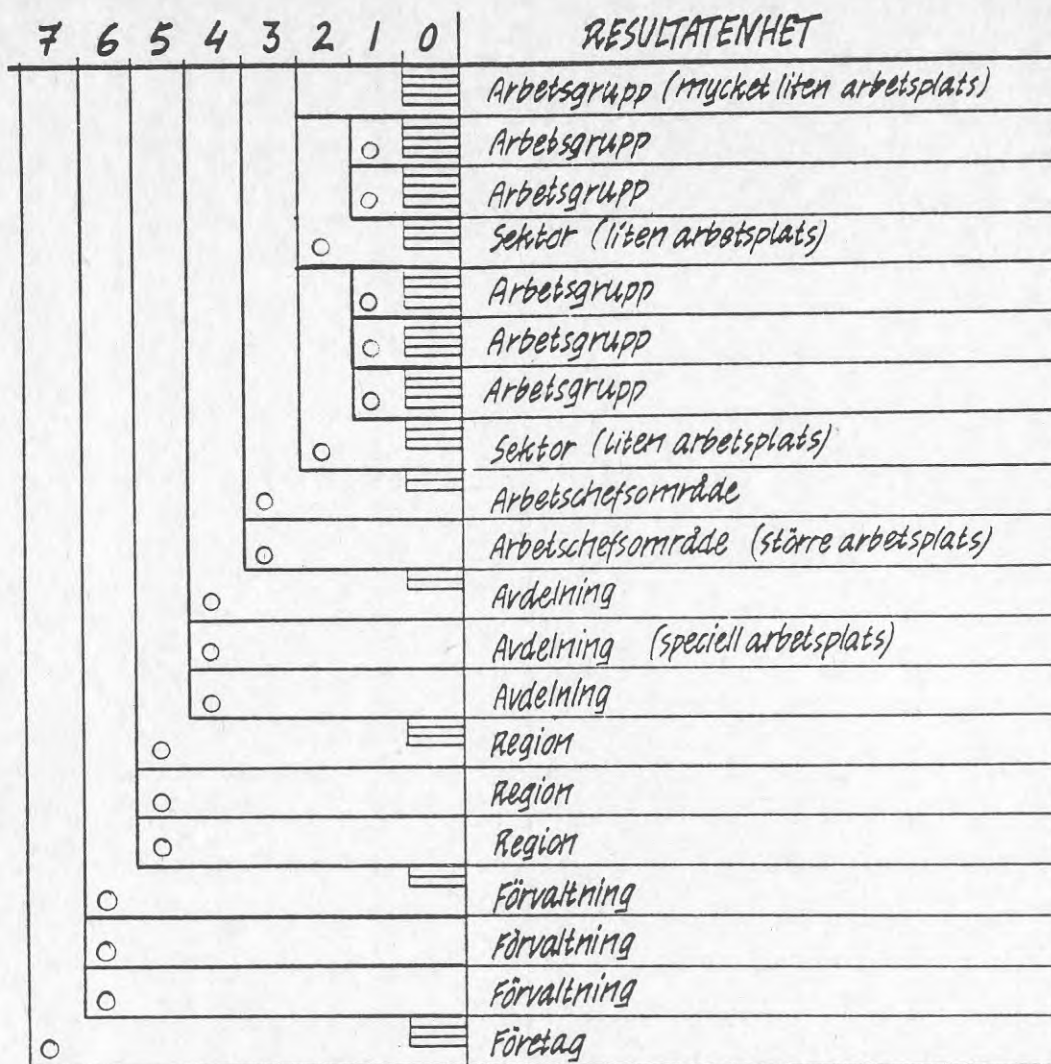 7 6 5 4 3 2 1 0 RESULTATENHET
Arbetsgrupp (mycket liten arbetsplats)
Arbetsgrupp
Arbetsgrupp
Sektor (liten arbetsplats)
Arbetsgrupp
Arbetsgrupp
Arbetsgrupp
Sektor (liten arbetsplats)
Arbetschefsområde
Arbetschefsområde (större arbetsplats)
Avdelning
Avdelning (speciell arbetsplats)
Avdelning
Region
Region
Region
Förvaltning
Förvaltning
Förvaltning
Företag